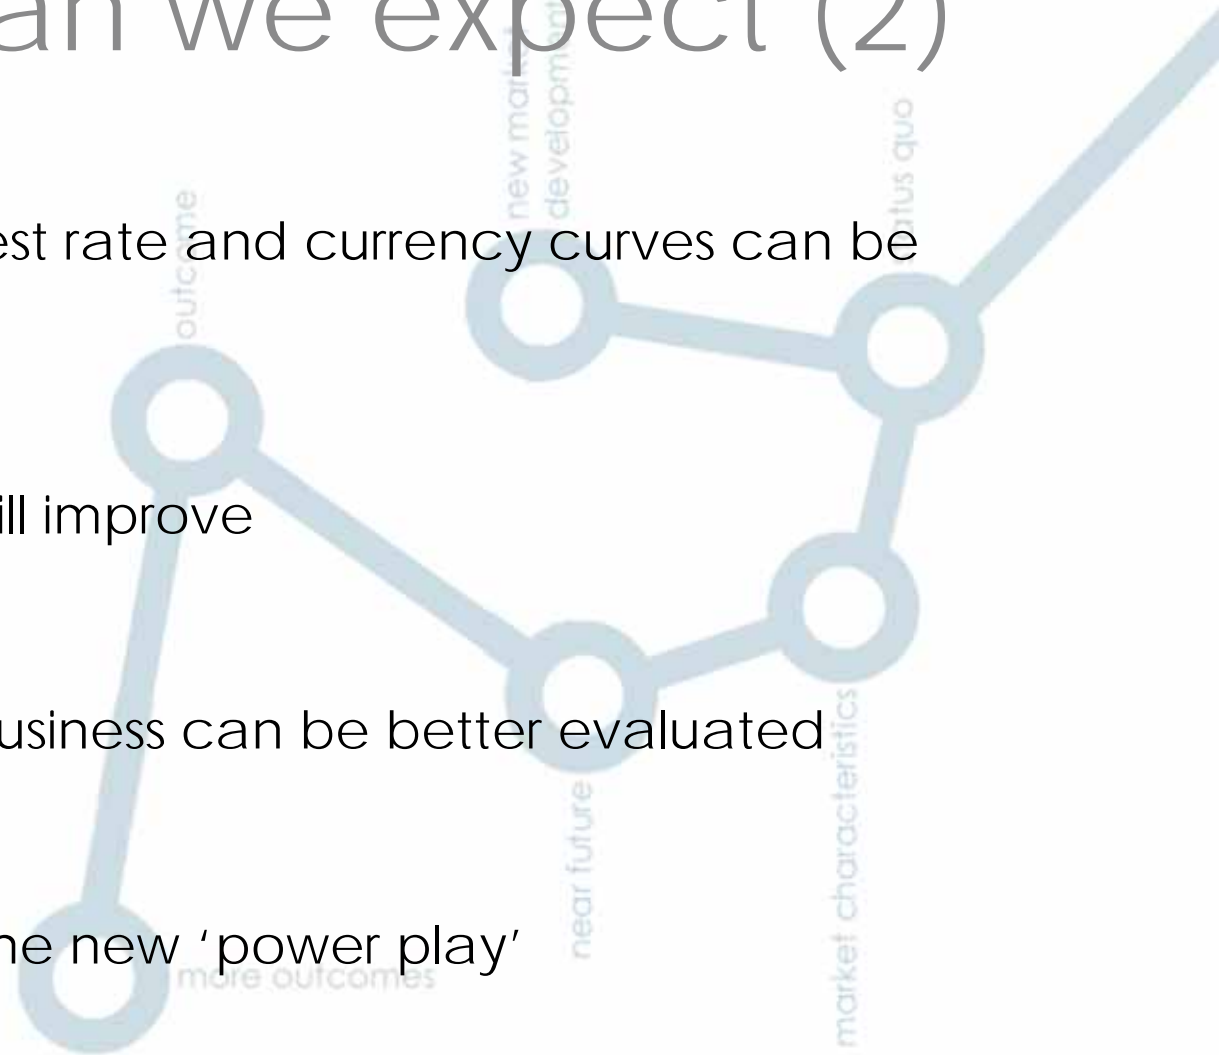 an we expect (2)
new market
development
status quo
outcome
est rate and currency curves can be
ill improve
usiness can be better evaluated
near future
market characteristics
he new ‘power play’
more outcomes